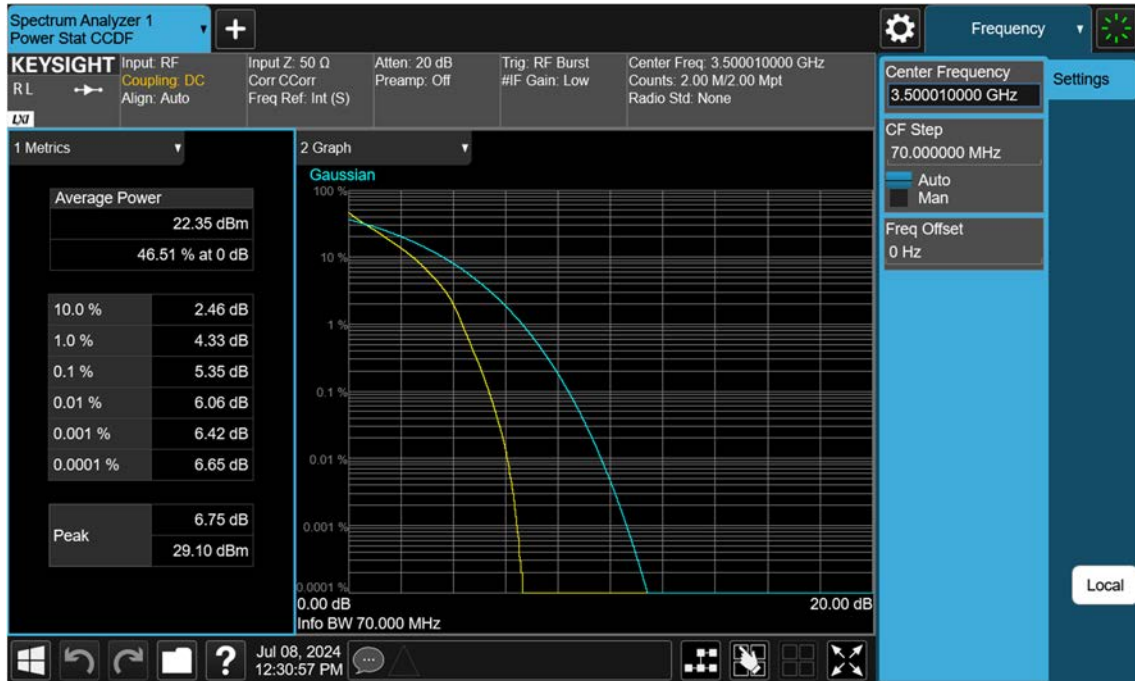 Spectrum Analyzer 1
Power Stat CCDF
Frequency
KEYSIGHT
R L
LXI
Input: RF
Coupling: DC
Align: Auto
Input Z: 50 Ω
Corr CCorr
Freq Ref: Int (S)
Atten: 20 dB
Preamp: Off
Trig: RF Burst
#IF Gain: Low
Center Freq: 3.500010000 GHz
Counts: 2.00 M/2.00 Mpt
Radio Std: None
Center Frequency
3.500010000 GHz
Settings
CF Step
70.000000 MHz
Auto
Man
Freq Offset
0 Hz
1 Metrics
Average Power
22.35 dBm
46.51 % at 0 dB
10.0 % 2.46 dB
1.0 % 4.33 dB
0.1 % 5.35 dB
0.01 % 6.06 dB
0.001 % 6.42 dB
0.0001 % 6.65 dB
Peak
6.75 dB
29.10 dBm
2 Graph
Gaussian
100 %
10 %
1 %
0.1 %
0.01 %
0.001 %
0.0001 %
0.00 dB 20.00 dB
Info BW 70.000 MHz
Local
?
Jul 08, 2024
12:30:57 PM